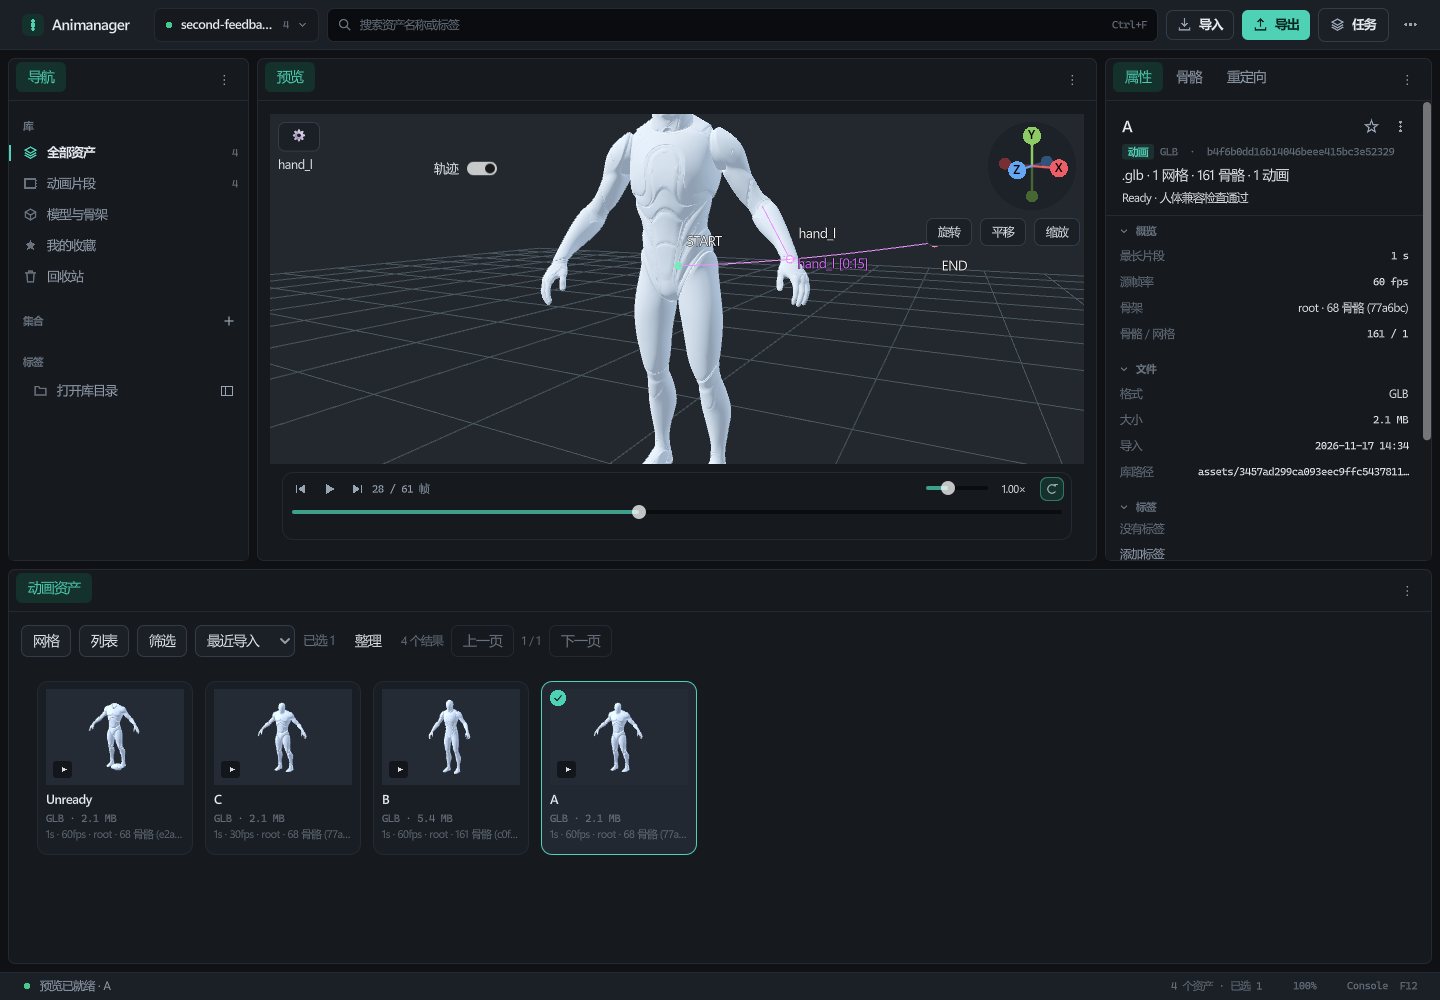 Animanager
second-feedba... 4
搜索资产名称或标签 Ctrl+F
导入
导出
任务
导航
库
全部资产 4
动画片段 4
模型与骨架
我的收藏
回收站
集合
标签
打开库目录
预览
hand_l
轨迹
START
hand_l
hand_l [0:15]
END
Y
Z
X
旋转 平移 缩放
28 / 61 帧
1.00×
属性 骨骼 重定向
A
动画 GLB · b4f6b0dd16b14046beee415bc3e52329
.glb · 1 网格 · 161 骨骼 · 1 动画
Ready · 人体兼容检查通过
概览
最长片段 1 s
源帧率 60 fps
骨架 root · 68 骨骼 (77a6bc)
骨骼 / 网格 161 / 1
文件
格式 GLB
大小 2.1 MB
导入 2026-11-17 14:34
库路径 assets/3457ad299ca093eec9ffc5437811…
标签
没有标签
添加标签
动画资产
网格 列表 筛选 最近导入 已选 1 整理 4 个结果 上一页 1 / 1 下一页
Unready
GLB · 2.1 MB
1s · 60fps · root · 68 骨骼 (e2a...
C
GLB · 2.1 MB
1s · 30fps · root · 68 骨骼 (77a...
B
GLB · 5.4 MB
1s · 60fps · root · 161 骨骼 (c0f...
A
GLB · 2.1 MB
1s · 60fps · root · 68 骨骼 (77a...
预览已就绪 · A
4 个资产 · 已选 1 100% Console F12